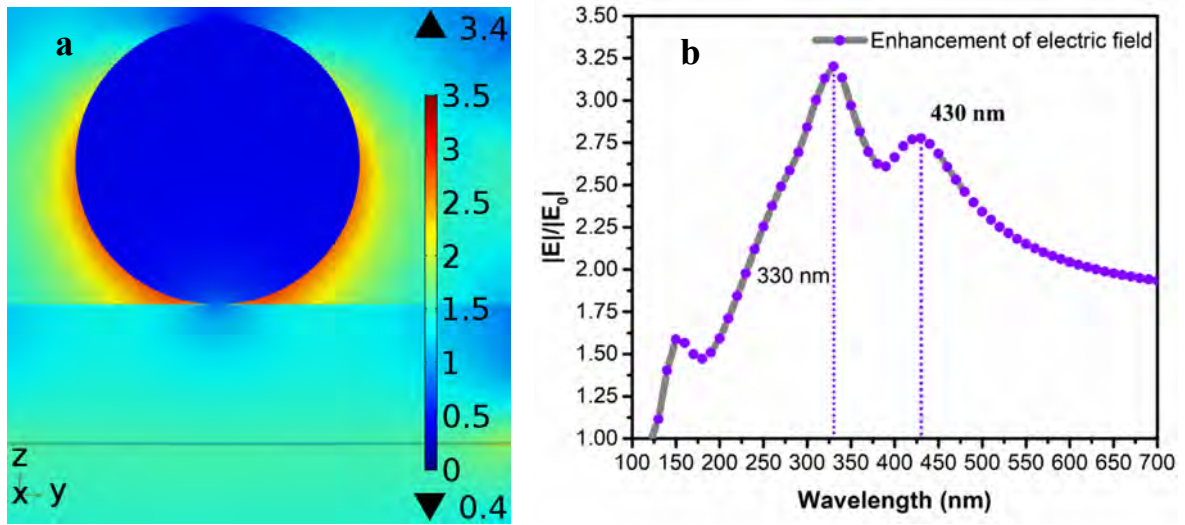 a
3.4
3.5
3
2.5
2
1.5
1
0.5
0
0.4
z
x
y
b
Enhancement of electric field
430 nm
330 nm
|E|/|E₀|
3.50
3.25
3.00
2.75
2.50
2.25
2.00
1.75
1.50
1.25
1.00
100 150 200 250 300 350 400 450 500 550 600 650 700
Wavelength (nm)